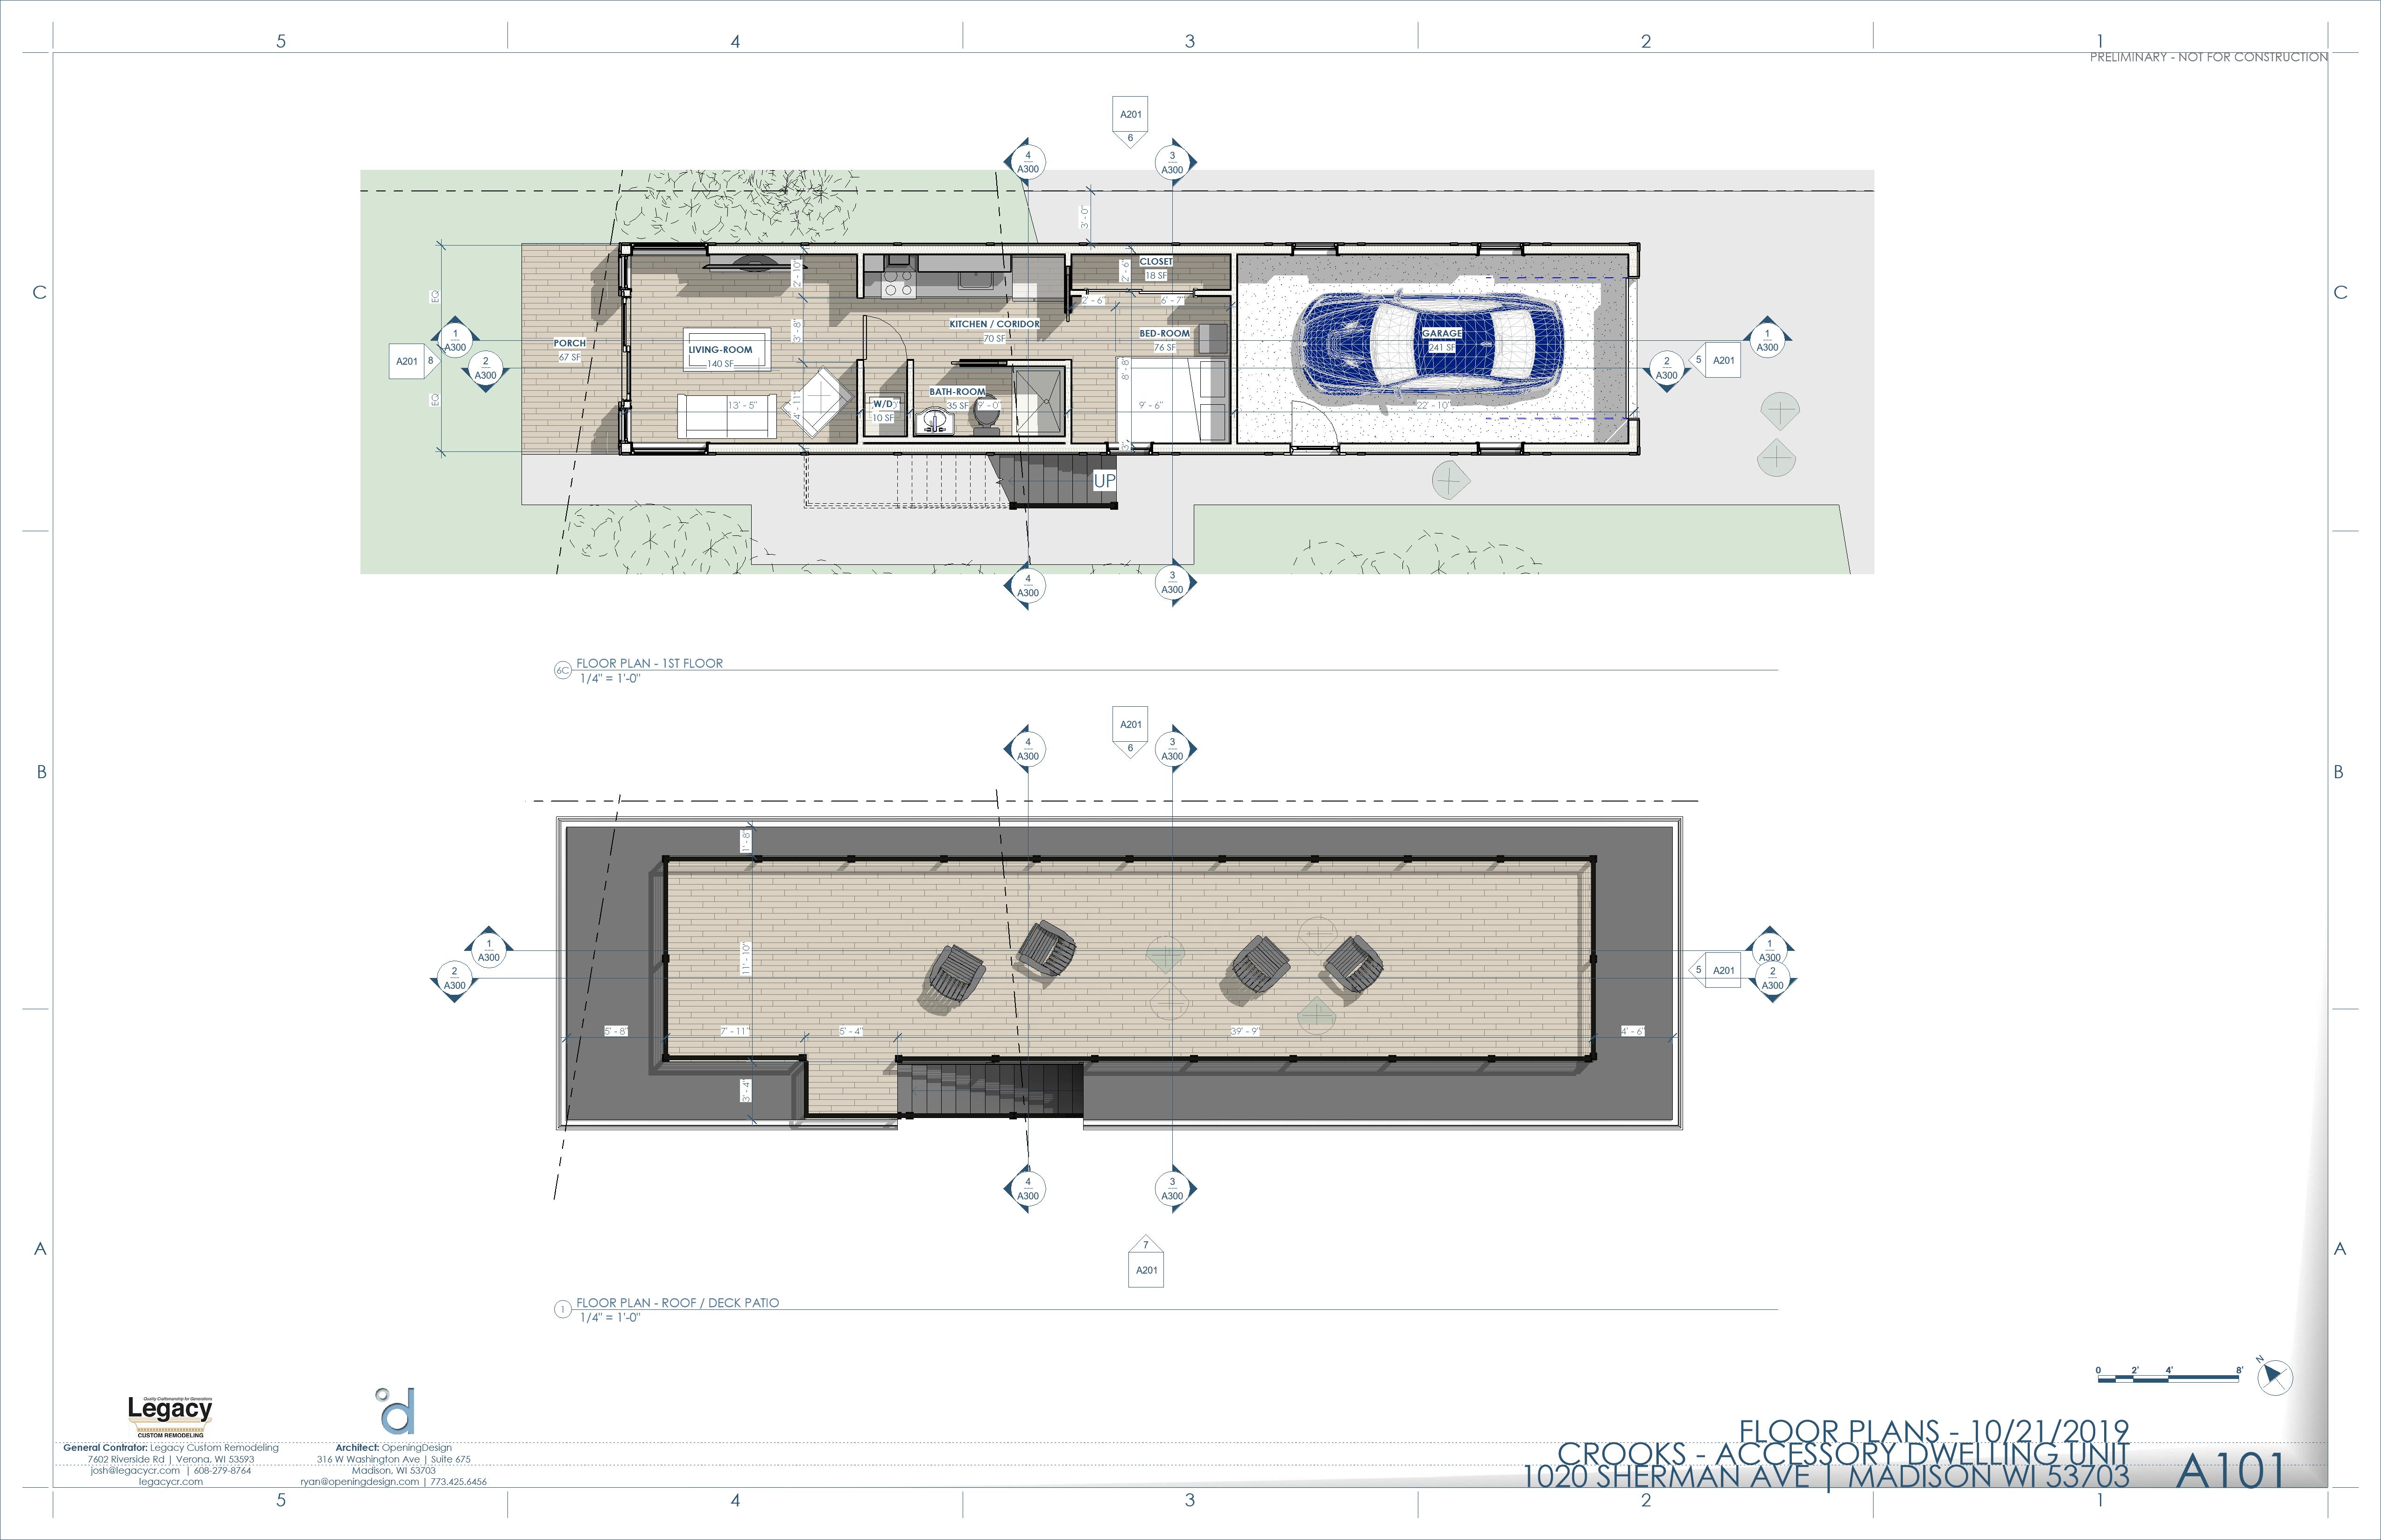 5 4 3 2 1
PRELIMINARY - NOT FOR CONSTRUCTION
A201
6
4
A300
3
A300
3' - 0"
C
C
EQ
EQ
CLOSET
18 SF
2' - 10"
2' - 6"
2' - 6"
6' - 7"
KITCHEN / CORIDOR
70 SF
BED-ROOM
76 SF
GARAGE
241 SF
PORCH
67 SF
LIVING-ROOM
140 SF
3' - 8"
1
A300
A201
8
2
A300
1
A300
2
A300
5
A201
8' - 8"
4' - 11"
BATH-ROOM
35 SF
9' - 0"
W/D
10 SF
13' - 5"
9' - 6"
22' - 10"
UP
4
A300
3
A300
6C
FLOOR PLAN - 1ST FLOOR
1/4" = 1'-0"
A201
6
4
A300
3
A300
B
B
1' - 8"
11' - 10"
1
A300
2
A300
1
A300
2
A300
5
A201
5' - 8"
7' - 11"
5' - 4"
39' - 9"
4' - 6"
3' - 4"
4
A300
3
A300
7
A201
A
A
1
FLOOR PLAN - ROOF / DECK PATIO
1/4" = 1'-0"
0 2' 4' 8'
N
Quality Craftsmanship for Generations
Legacy
CUSTOM REMODELING
d
General Contrator: Legacy Custom Remodeling
7602 Riverside Rd | Verona, WI 53593
josh@legacycr.com | 608-279-8764
legacycr.com
Architect: OpeningDesign
316 W Washington Ave | Suite 675
Madison, WI 53703
ryan@openingdesign.com | 773.425.6456
FLOOR PLANS - 10/21/2019
CROOKS - ACCESSORY DWELLING UNIT
1020 SHERMAN AVE | MADISON WI 53703
A101
5 4 3 2 1